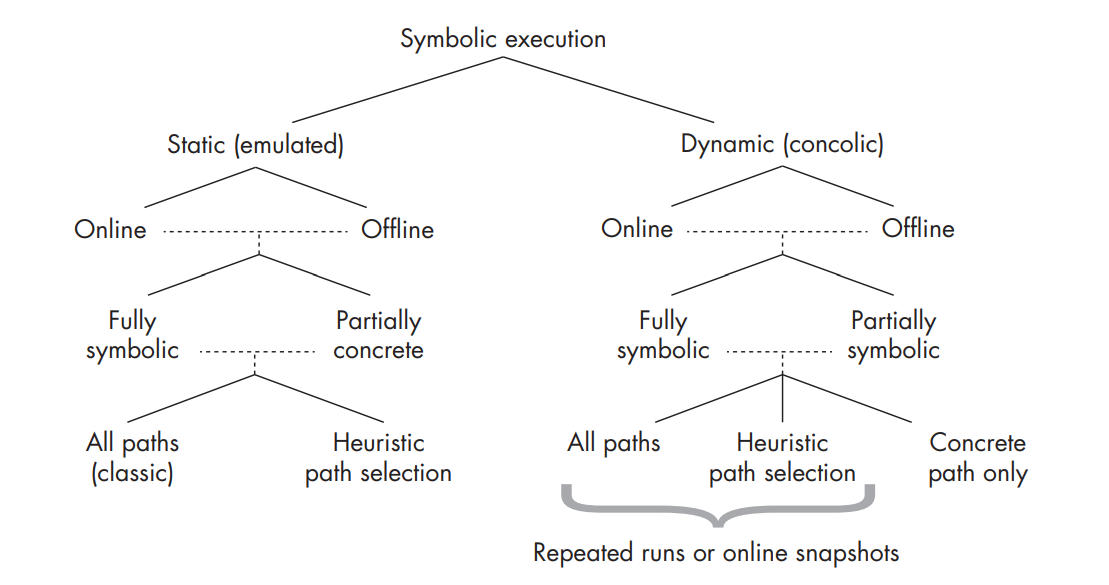 Symbolic execution
Static (emulated)
Dynamic (concolic)
Online
Offline
Online
Offline
Fully
symbolic
Partially
concrete
Fully
symbolic
Partially
symbolic
All paths
(classic)
Heuristic
path selection
All paths
Heuristic
path selection
Concrete
path only
Repeated runs or online snapshots